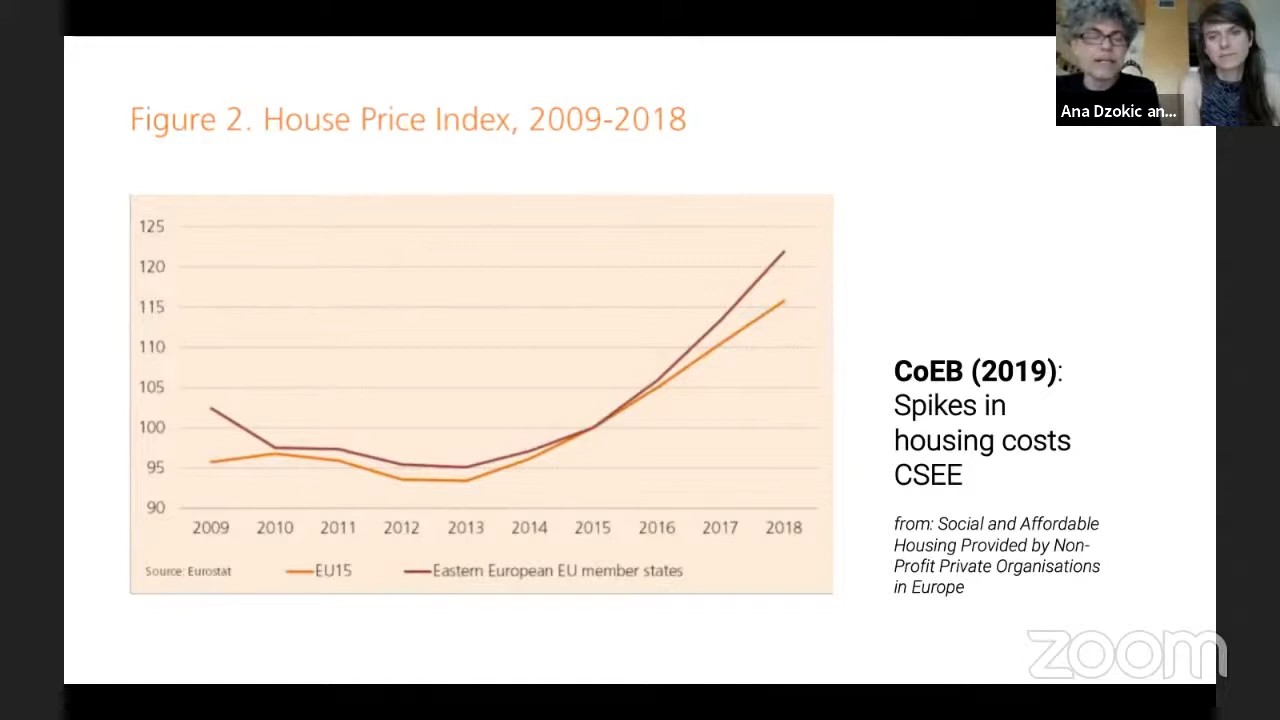 Figure 2. House Price Index, 2009-2018
Ana Dzokic an...
125
120
115
110
105
100
95
90
2009 2010 2011 2012 2013 2014 2015 2016 2017 2018
Source: Eurostat EU15 Eastern European EU member states
CoEB (2019):
Spikes in
housing costs
CSEE
from: Social and Affordable
Housing Provided by Non-
Profit Private Organisations
in Europe
zoom